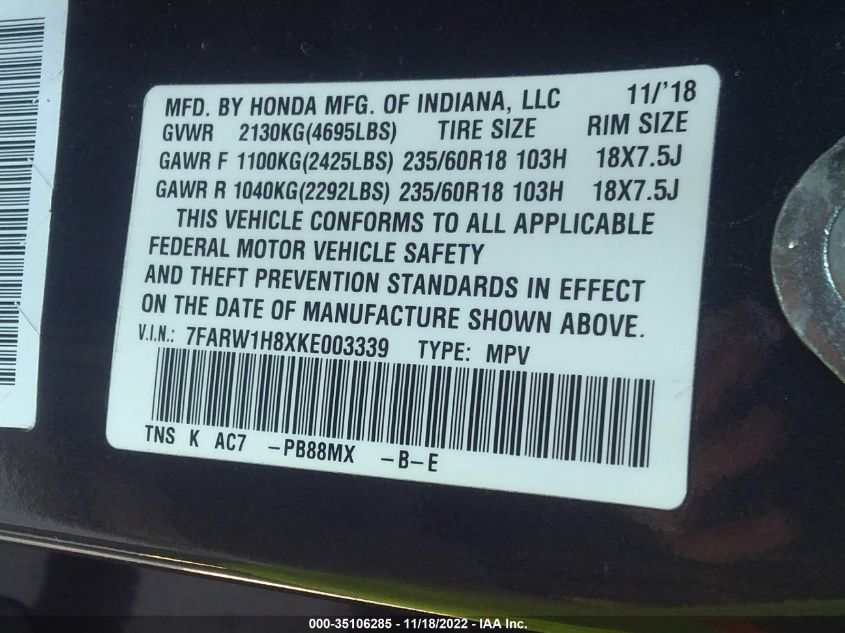 MFD. BY HONDA MFG. OF INDIANA, LLC 11/'18
GVWR 2130KG(4695LBS) TIRE SIZE RIM SIZE
GAWR F 1100KG(2425LBS) 235/60R18 103H 18X7.5J
GAWR R 1040KG(2292LBS) 235/60R18 103H 18X7.5J
THIS VEHICLE CONFORMS TO ALL APPLICABLE
FEDERAL MOTOR VEHICLE SAFETY
AND THEFT PREVENTION STANDARDS IN EFFECT
ON THE DATE OF MANUFACTURE SHOWN ABOVE.
V.I.N.: 7FARW1H8XKE003339 TYPE: MPV
TNS K AC7 -PB88MX -B-E
000-35106285 - 11/18/2022 - IAA Inc.